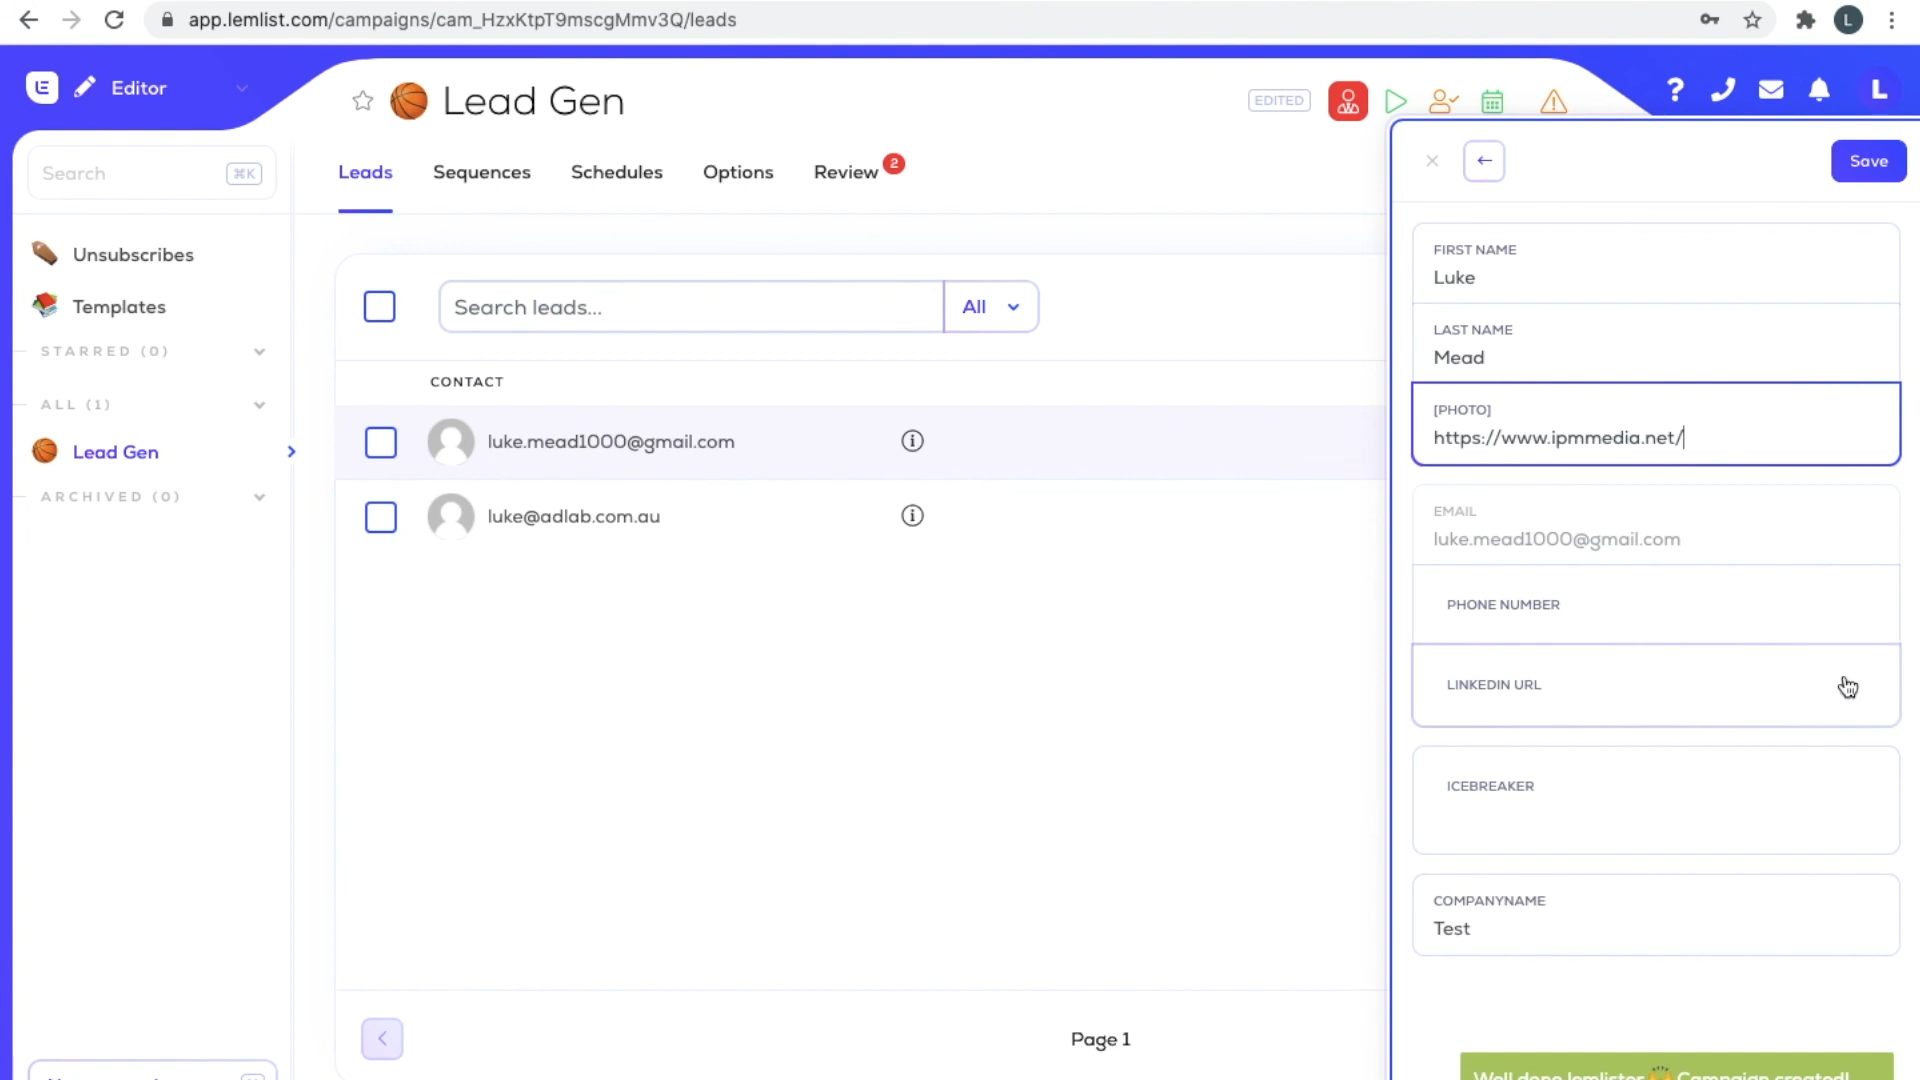 app.lemlist.com/campaigns/cam_HzxKtpT9mscgMmv3Q/leads
L
Editor
Lead Gen
EDITED
L
Search
⌘K
Leads
Sequences
Schedules
Options
Review
2
Save
Unsubscribes
Templates
STARRED (0)
ALL (1)
Lead Gen
ARCHIVED (0)
Search leads...
All
CONTACT
luke.mead1000@gmail.com
luke@adlab.com.au
Page 1
FIRST NAME
Luke
LAST NAME
Mead
[PHOTO]
https://www.ipmmedia.net/
EMAIL
luke.mead1000@gmail.com
PHONE NUMBER
LINKEDIN URL
ICEBREAKER
COMPANYNAME
Test
Well done lemlister 🙌 Campaign created!